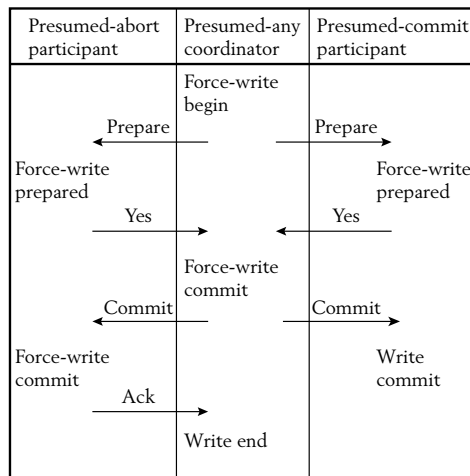 Presumed-abort participant
Presumed-any coordinator
Presumed-commit participant
Force-write
begin
Prepare
Prepare
Force-write
prepared
Force-write
prepared
Yes
Yes
Force-write
commit
Commit
Commit
Force-write
commit
Write
commit
Ack
Write end